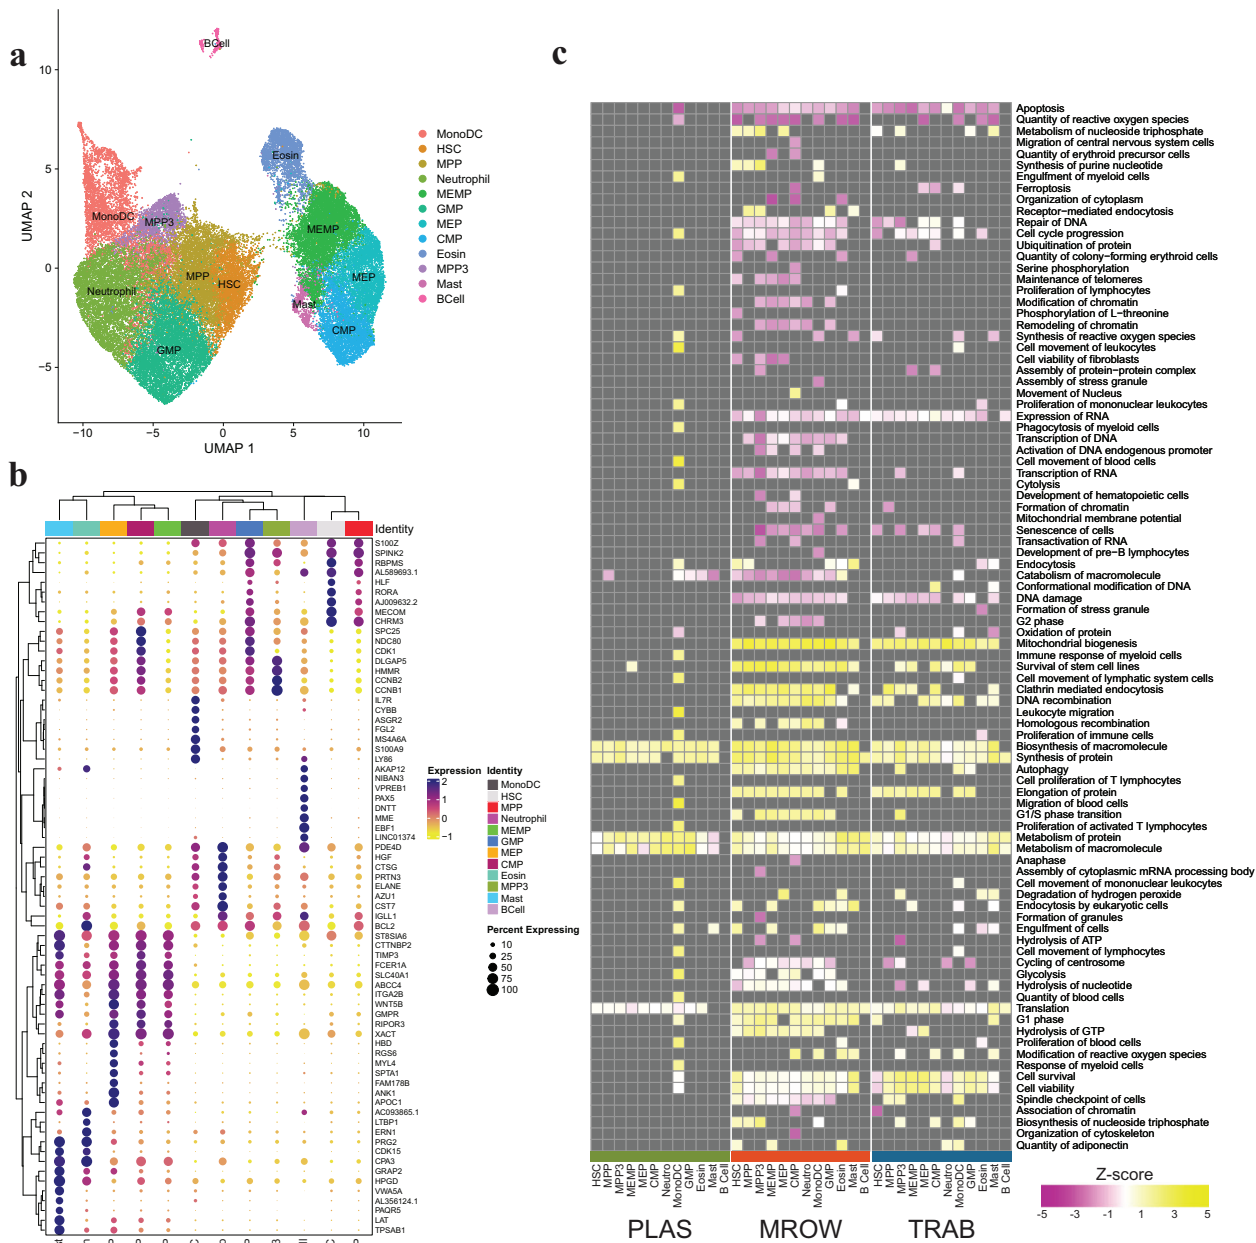 a
BCell
10
5
0
−5
Eosin
MonoDC
MPP3
MEMP
MPP
HSC
MEP
Neutrophil
Mast
CMP
GMP
−10
−5
0
5
10
UMAP 1
UMAP 2
MonoDC
HSC
MPP
Neutrophil
MEMP
GMP
MEP
CMP
Eosin
MPP3
Mast
BCell
b
Identity
S100Z
SPINK2
RBPMS
AL589693.1
HLF
RORA
AJ009632.2
MECOM
CHRM3
SPC25
NDC80
CDK1
DLGAP5
HMMR
CCNB2
CCNB1
IL7R
CYBB
ASGR2
FGL2
MS4A6A
S100A9
LY86
AKAP12
NIBAN3
VPREB1
PAX5
DNTT
MME
EBF1
LINC01374
PDE4D
HGF
CTSG
PRTN3
ELANE
AZU1
CST7
IGLL1
BCL2
ST8SIA6
CTTNBP2
TIMP3
FCER1A
SLC40A1
ABCC4
ITGA2B
WNT5B
GMPR
RIPOR3
XACT
HBD
RGS6
MYL4
SPTA1
FAM178B
ANK1
APOC1
AC093865.1
LTBP1
ERN1
PRG2
CDK15
CPA3
GRAP2
HPGD
VWA5A
AL356124.1
PAQR5
LAT
TPSAB1
Expression
2
1
0
−1
Identity
MonoDC
HSC
MPP
Neutrophil
MEMP
GMP
MEP
CMP
Eosin
MPP3
Mast
BCell
Percent Expressing
10
25
50
75
100
c
Apoptosis
Quantity of reactive oxygen species
Metabolism of nucleoside triphosphate
Migration of central nervous system cells
Quantity of erythroid precursor cells
Synthesis of purine nucleotide
Engulfment of myeloid cells
Ferroptosis
Organization of cytoplasm
Receptor−mediated endocytosis
Repair of DNA
Cell cycle progression
Ubiquitination of protein
Quantity of colony−forming erythroid cells
Serine phosphorylation
Maintenance of telomeres
Proliferation of lymphocytes
Modification of chromatin
Phosphorylation of L−threonine
Remodeling of chromatin
Synthesis of reactive oxygen species
Cell movement of leukocytes
Cell viability of fibroblasts
Assembly of protein−protein complex
Assembly of stress granule
Movement of Nucleus
Proliferation of mononuclear leukocytes
Expression of RNA
Phagocytosis of myeloid cells
Transcription of DNA
Activation of DNA endogenous promoter
Cell movement of blood cells
Transcription of RNA
Cytolysis
Development of hematopoietic cells
Formation of chromatin
Mitochondrial membrane potential
Senescence of cells
Transactivation of RNA
Development of pre−B lymphocytes
Endocytosis
Catabolism of macromolecule
Conformational modification of DNA
DNA damage
Formation of stress granule
G2 phase
Oxidation of protein
Mitochondrial biogenesis
Immune response of myeloid cells
Survival of stem cell lines
Cell movement of lymphatic system cells
Clathrin mediated endocytosis
DNA recombination
Leukocyte migration
Homologous recombination
Proliferation of immune cells
Biosynthesis of macromolecule
Synthesis of protein
Autophagy
Cell proliferation of T lymphocytes
Elongation of protein
Migration of blood cells
G1/S phase transition
Proliferation of activated T lymphocytes
Metabolism of protein
Metabolism of macromolecule
Anaphase
Assembly of cytoplasmic mRNA processing body
Cell movement of mononuclear leukocytes
Degradation of hydrogen peroxide
Endocytosis by eukaryotic cells
Formation of granules
Engulfment of cells
Hydrolysis of ATP
Cell movement of lymphocytes
Cycling of centrosome
Glycolysis
Hydrolysis of nucleotide
Quantity of blood cells
Translation
G1 phase
Hydrolysis of GTP
Proliferation of blood cells
Modification of reactive oxygen species
Response of myeloid cells
Cell survival
Cell viability
Spindle checkpoint of cells
Association of chromatin
Biosynthesis of nucleoside triphosphate
Organization of cytoskeleton
Quantity of adiponectin
HSC
MPP
MPP3
MEMP
MEP
CMP
Neutro
MonoDC
GMP
Eosin
Mast
B Cell
HSC
MPP
MPP3
MEMP
MEP
CMP
Neutro
MonoDC
GMP
Eosin
Mast
B Cell
HSC
MPP
MPP3
MEMP
MEP
CMP
Neutro
MonoDC
GMP
Eosin
Mast
B Cell
PLAS
MROW
TRAB
Z-score
-5
-3
-1
1
3
5